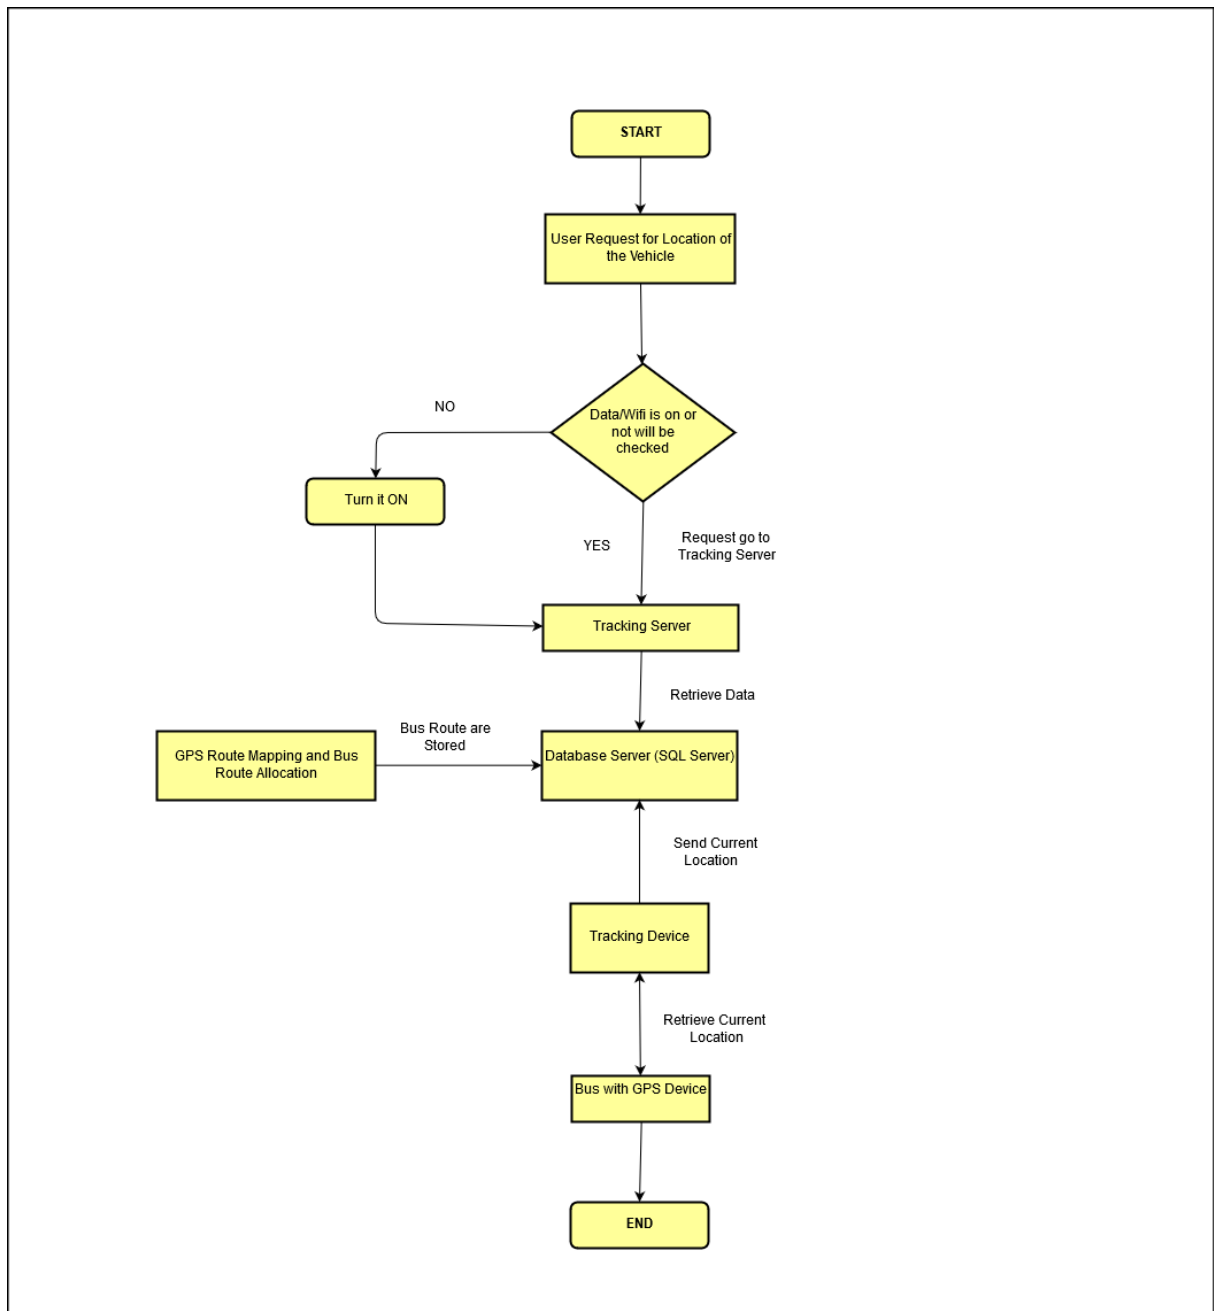 START
User Request for Location of
the Vehicle
Data/Wifi is on or
not will be
checked
NO
Turn it ON
YES
Request go to
Tracking Server
Tracking Server
Retrieve Data
Bus Route are
Stored
GPS Route Mapping and Bus
Route Allocation
Database Server (SQL Server)
Send Current
Location
Tracking Device
Retrieve Current
Location
Bus with GPS Device
END